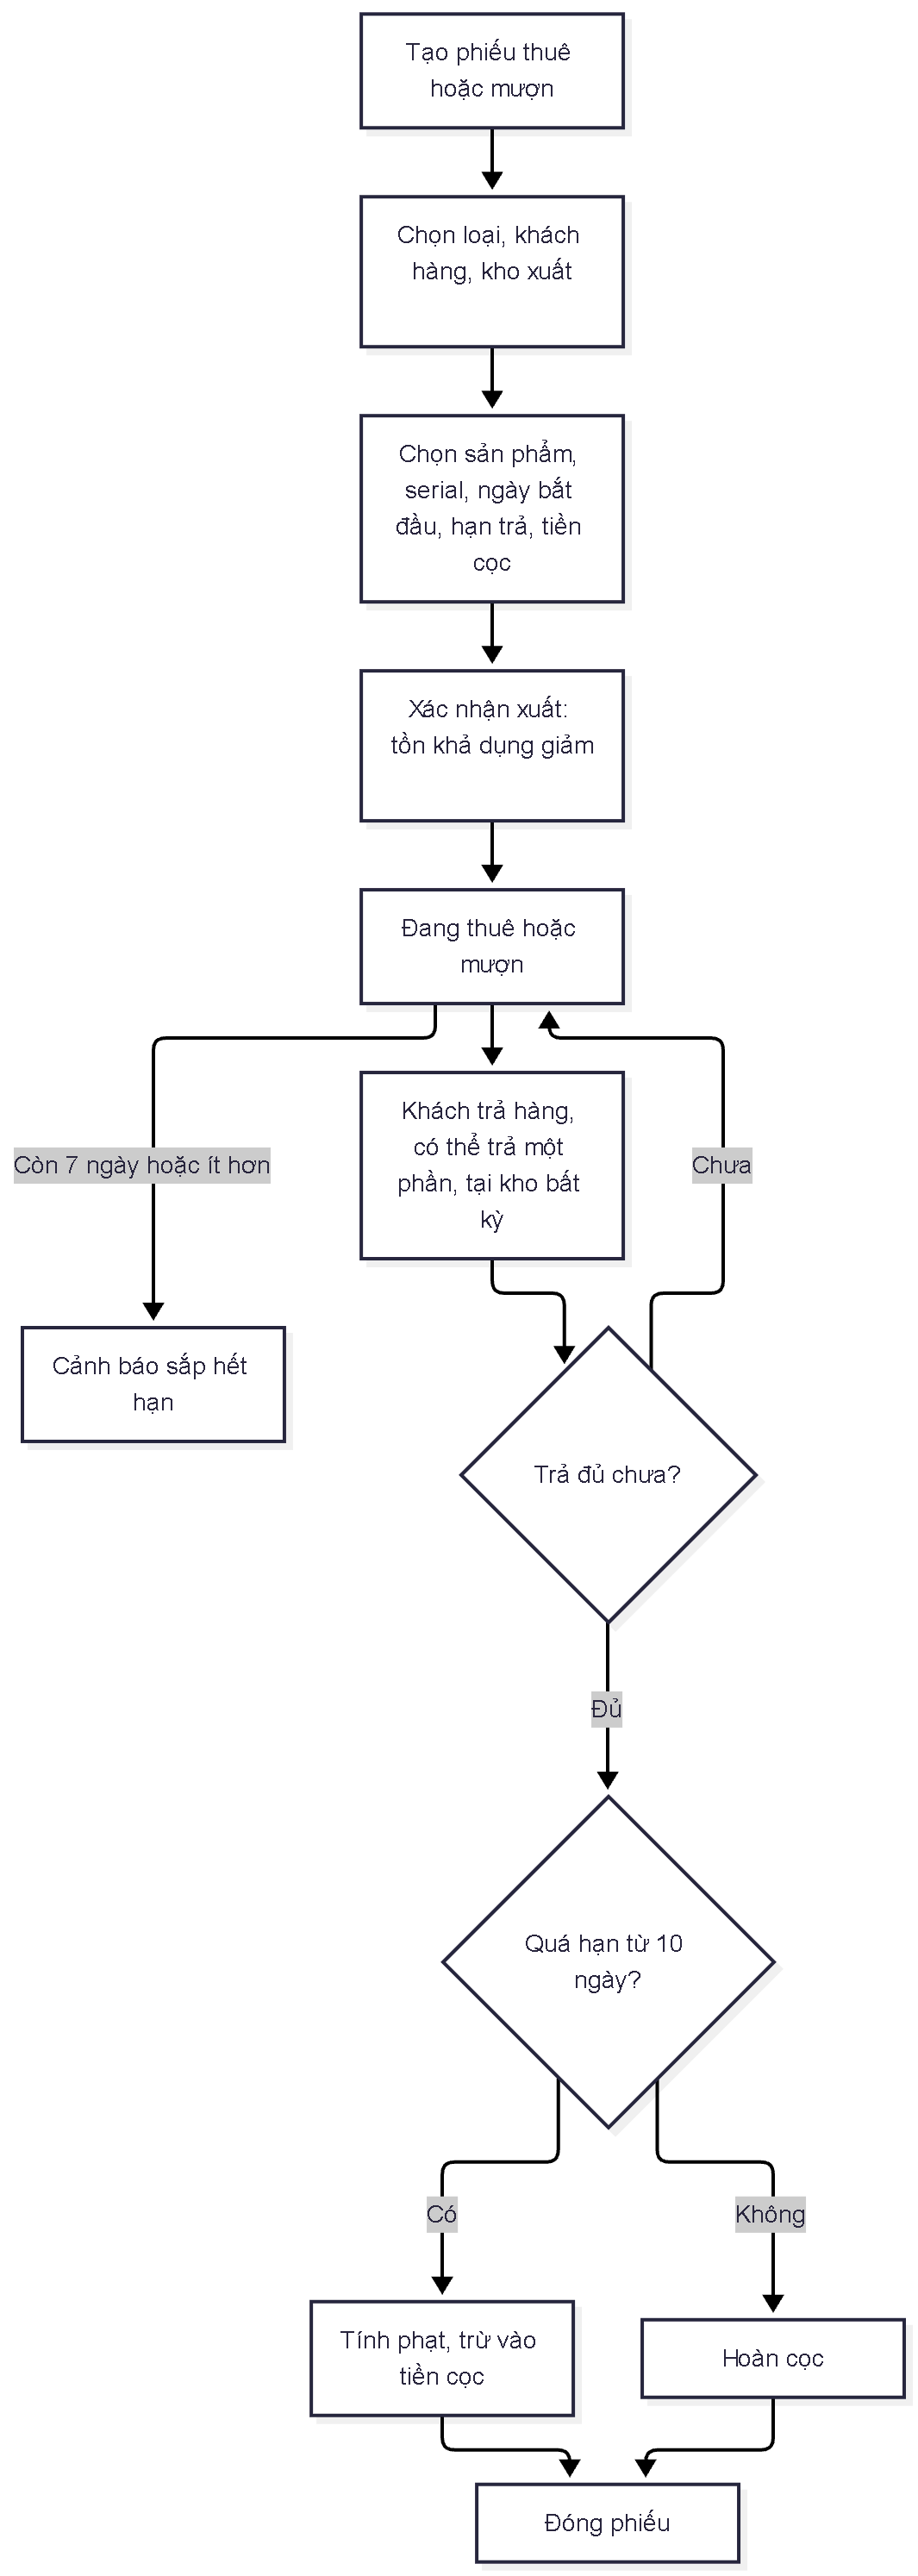 Tạo phiếu thuê
hoặc mượn
Chọn loại, khách
hàng, kho xuất
Chọn sản phẩm,
serial, ngày bắt
đầu, hạn trả, tiền
cọc
Xác nhận xuất:
tồn khả dụng giảm
Đang thuê hoặc
mượn
Khách trả hàng,
có thể trả một
phần, tại kho bất
kỳ
Còn 7 ngày hoặc ít hơn
Chưa
Cảnh báo sắp hết
hạn
Trả đủ chưa?
Đủ
Quá hạn từ 10
ngày?
Có
Không
Tính phạt, trừ vào
tiền cọc
Hoàn cọc
Đóng phiếu